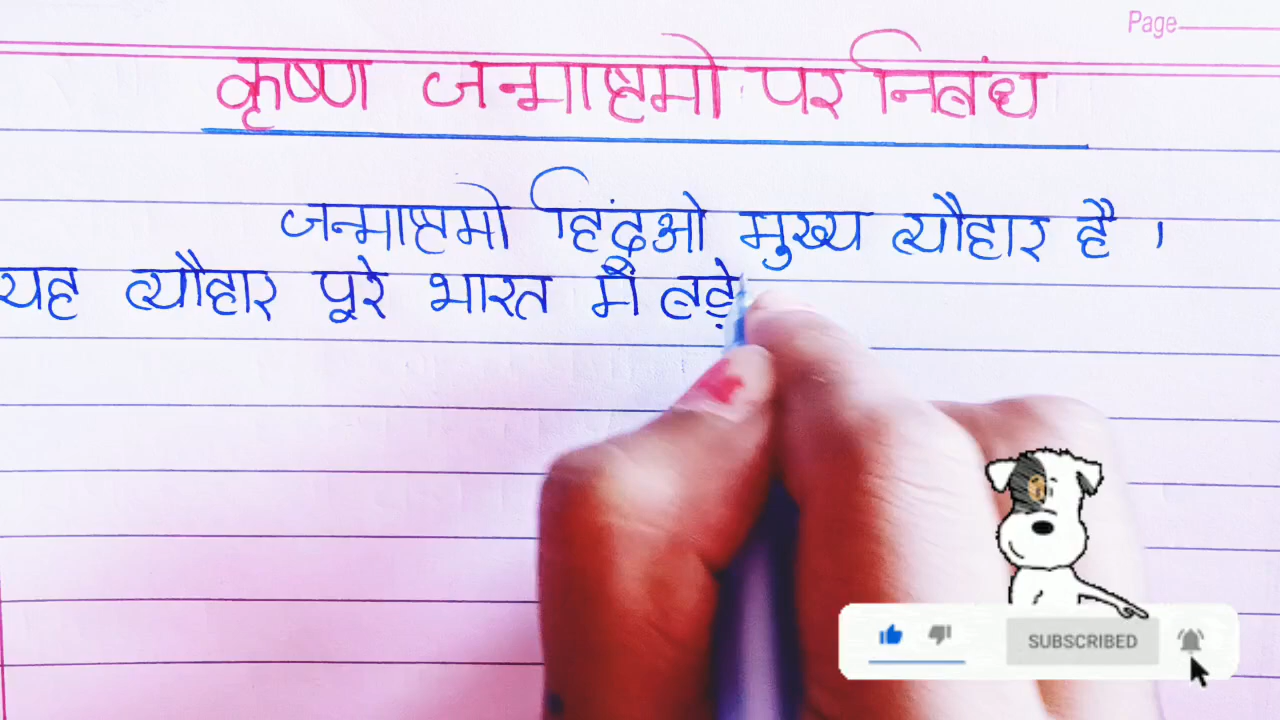 Page
कृष्ण जन्माष्टमी पर निबंध
जन्माष्टमी हिंदुओ मुख्य त्यौहार है ।
यह त्यौहार पूरे भारत में बड़े
SUBSCRIBED